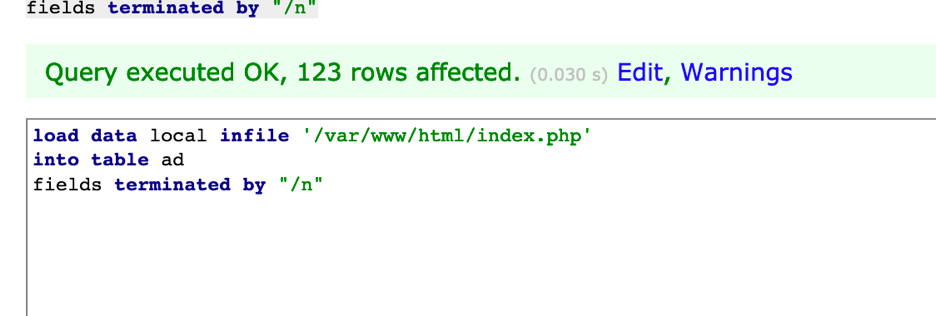 fields terminated by "/n"
Query executed OK, 123 rows affected. (0.030 s) Edit, Warnings
load data local infile '/var/www/html/index.php'
into table ad
fields terminated by "/n"